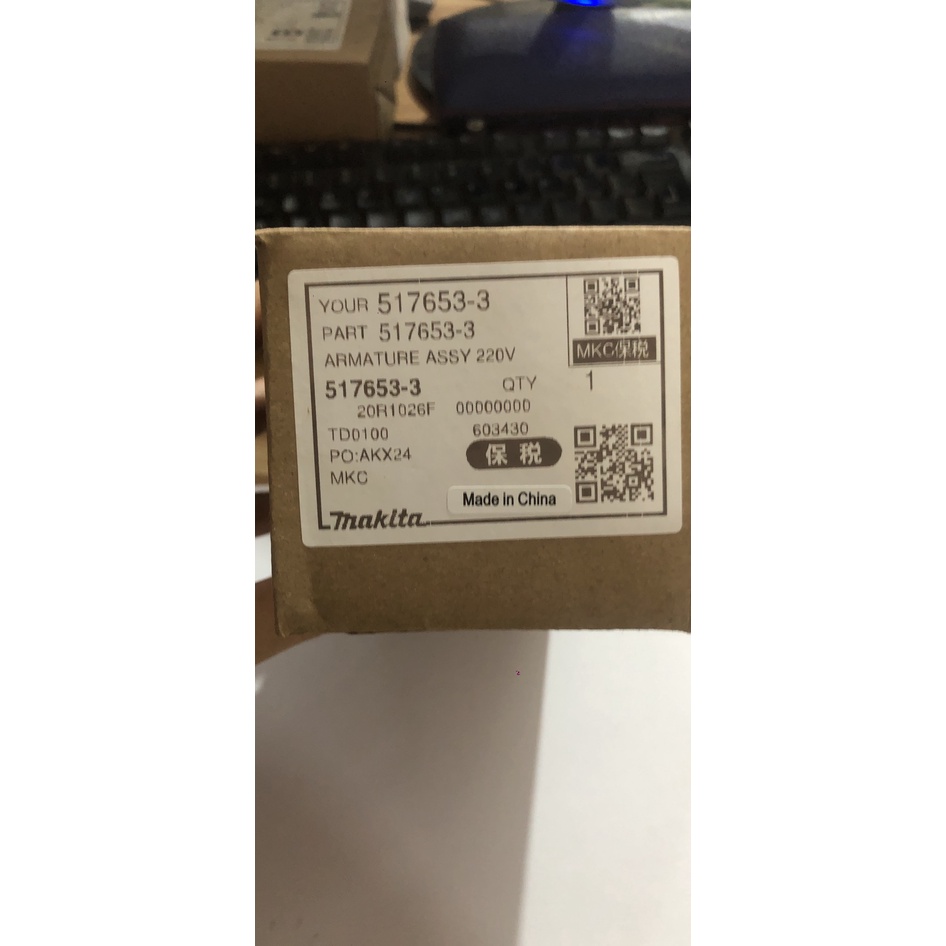 YOUR 517653-3
PART 517653-3
ARMATURE ASSY 220V
MKC保税
517653-3 QTY 1
20R1026F 00000000
TD0100 603430
PO:AKX24 保税
MKC
Made in China
makita